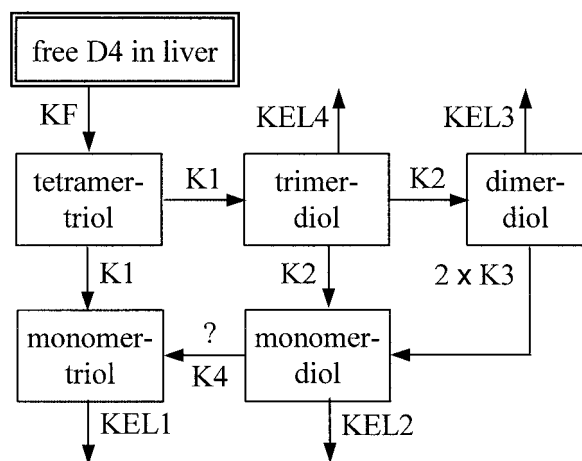 free D4 in liver
KF
KEL4
KEL3
tetramer-
triol
K1
trimer-
diol
K2
dimer-
diol
K1
K2
2 x K3
monomer-
triol
?
K4
monomer-
diol
KEL1
KEL2